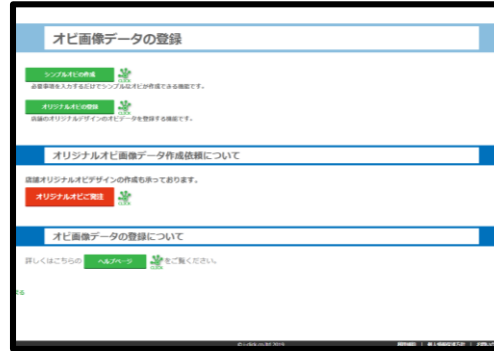 オビ画像データの登録
シンプルオビの作成
必要事項を入力するだけでシンプルなオビが作成できる機能です。
オリジナルオビの登録
店舗のオリジナルデザインのオビデータを登録する機能です。
オリジナルオビ画像データ作成依頼について
店舗オリジナルオビデザインの作成も承っております。
オリジナルオビご発注
オビ画像データの登録について
詳しくはこちらの ヘルプページ をご覧ください。